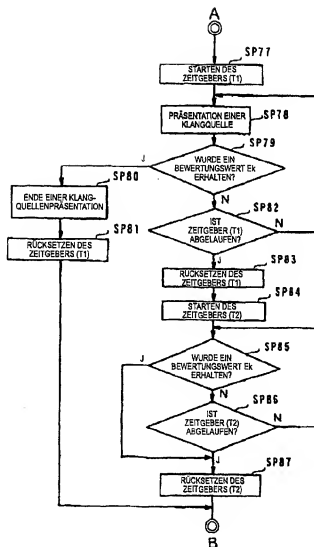 A
SP77
STARTEN DES
ZEITGEBERS (T1)
SP78
PRÄSENTATION EINER
KLANGQUELLE
SP79
WURDE EIN
BEWERTUNGSWERT Ek
ERHALTEN?
J
N
SP80
ENDE EINER KLANG-
QUELLENPRÄSENTATION
SP81
RÜCKSETZEN DES
ZEITGEBERS (T1)
SP82
IST
ZEITGEBER (T1)
ABGELAUFEN?
N
J
SP83
RÜCKSETZEN DES
ZEITGEBERS (T1)
SP84
STARTEN DES
ZEITGEBERS (T2)
SP85
WURDE EIN
BEWERTUNGSWERT Ek
ERHALTEN?
J
N
SP86
IST
ZEITGEBER (T2)
ABGELAUFEN?
N
J
SP87
RÜCKSETZEN DES
ZEITGEBERS (T2)
B